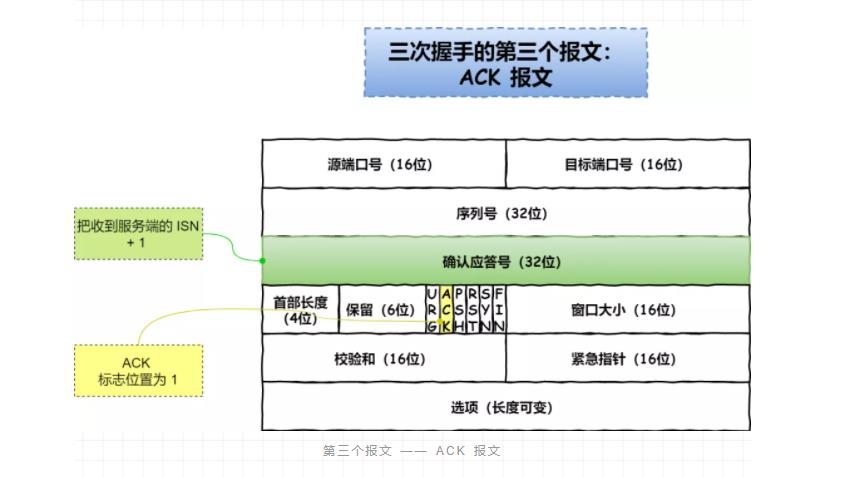 三次握手的第三个报文：
ACK 报文
源端口号（16位）
目标端口号（16位）
序列号（32位）
把收到服务端的 ISN
+ 1
确认应答号（32位）
首部长度
（4位）
保留（6位）
URG
ACK
PSH
RST
SYN
FIN
窗口大小（16位）
ACK
标志位置为 1
校验和（16位）
紧急指针（16位）
选项（长度可变）
第三个报文 —— ACK 报文